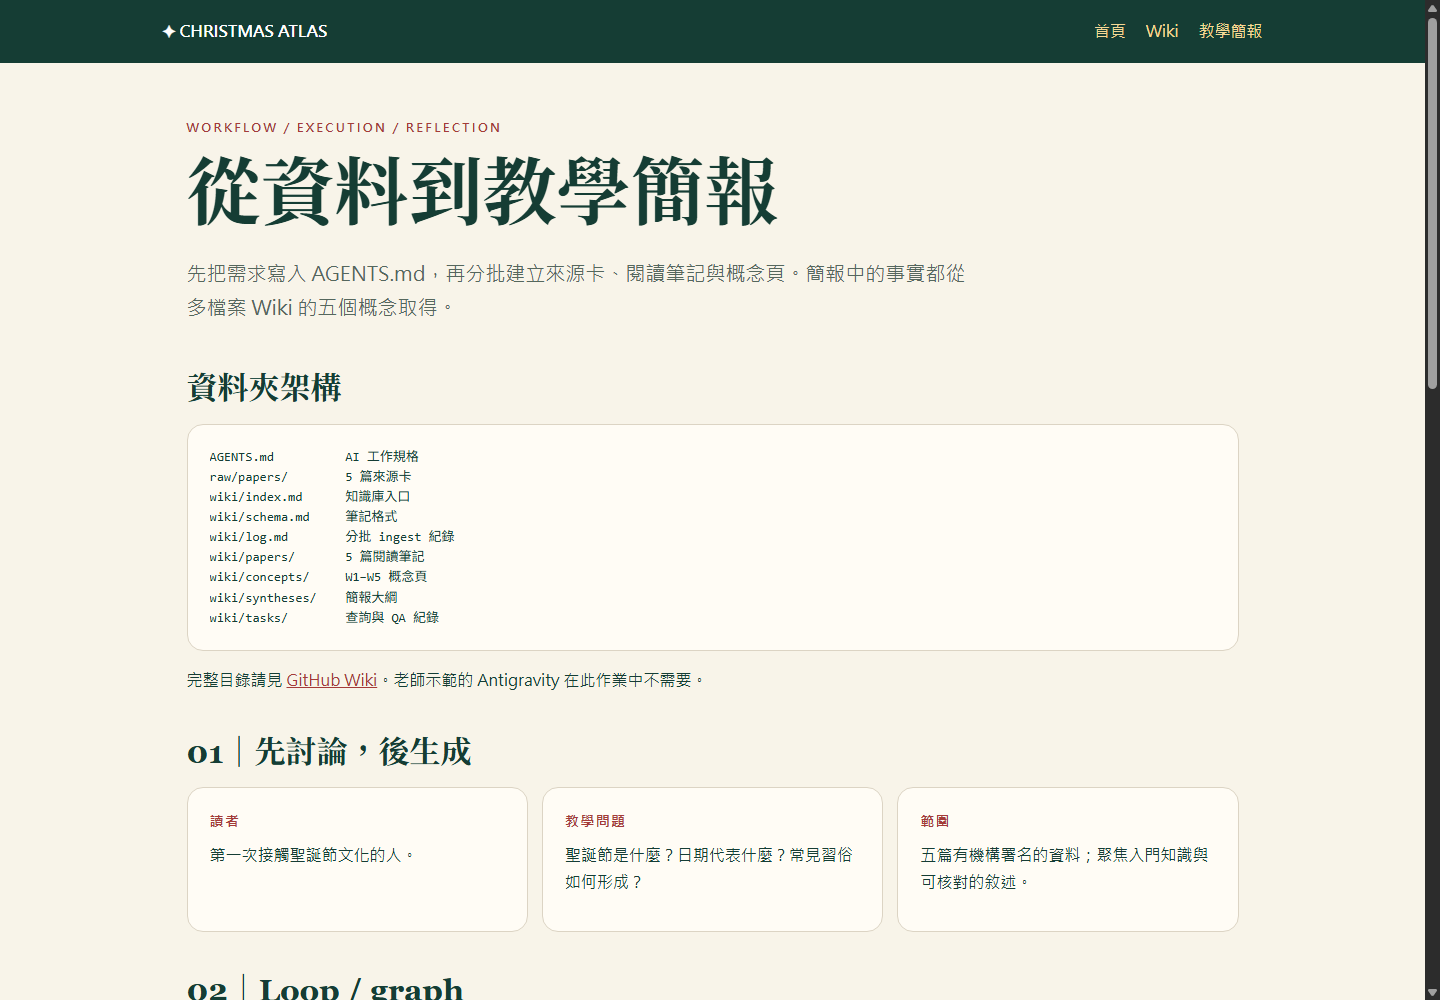 ✦ CHRISTMAS ATLAS
首頁 Wiki 教學簡報
WORKFLOW / EXECUTION / REFLECTION
從資料到教學簡報
先把需求寫入 AGENTS.md，再分批建立來源卡、閱讀筆記與概念頁。簡報中的事實都從
多檔案 Wiki 的五個概念取得。
資料夾架構
AGENTS.md AI 工作規格
raw/papers/ 5 篇來源卡
wiki/index.md 知識庫入口
wiki/schema.md 筆記格式
wiki/log.md 分批 ingest 紀錄
wiki/papers/ 5 篇閱讀筆記
wiki/concepts/ W1–W5 概念頁
wiki/syntheses/ 簡報大綱
wiki/tasks/ 查詢與 QA 紀錄
完整目錄請見 GitHub Wiki。老師示範的 Antigravity 在此作業中不需要。
01｜先討論，後生成
讀者
第一次接觸聖誕節文化的人。
教學問題
聖誕節是什麼？日期代表什麼？常見習俗
如何形成？
範圍
五篇有機構署名的資料；聚焦入門知識與
可核對的敘述。
02｜Loop / graph